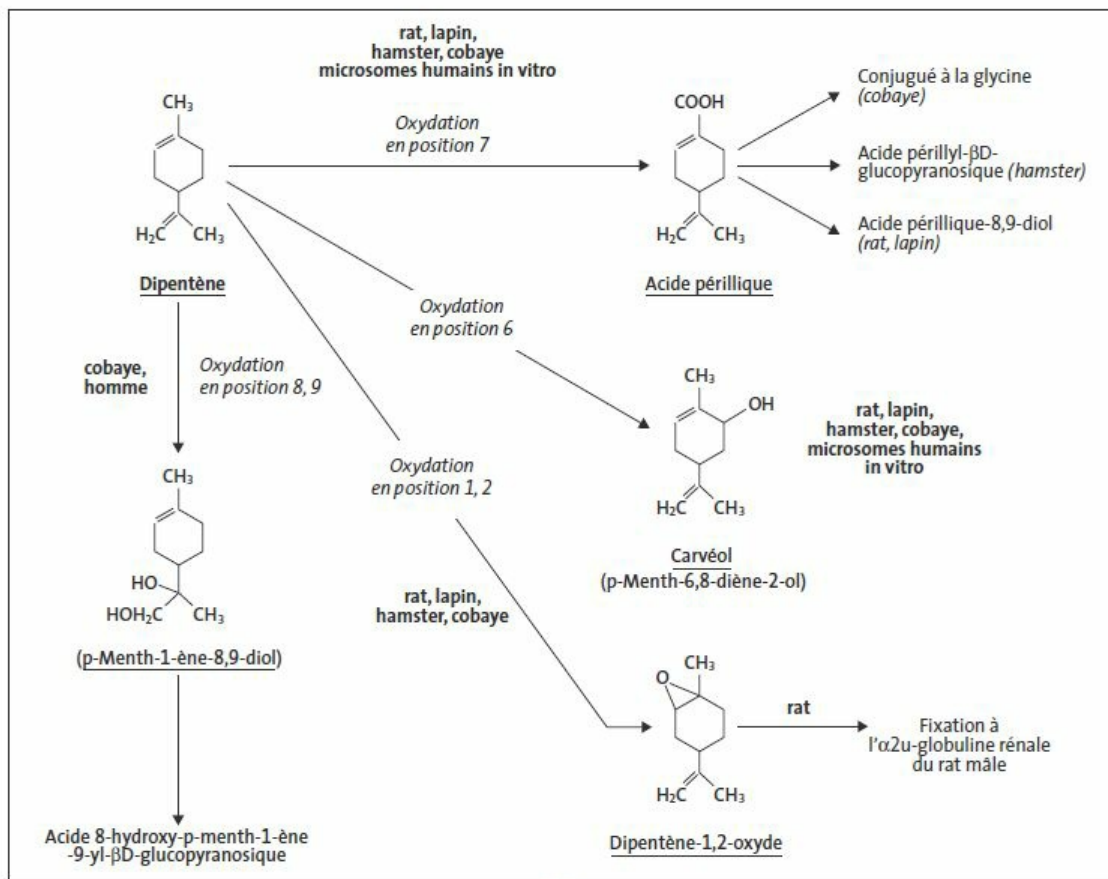 rat, lapin,
hamster, cobaye
microsomes humains in vitro
CH₃
Oxydation
en position 7
COOH
Conjugué à la glycine
(cobaye)
Acide périllyl-βD-
glucopyranosique (hamster)
Acide périllique-8,9-diol
(rat, lapin)
H₂C
CH₃
Dipentène
H₂C
CH₃
Acide périllique
Oxydation
en position 6
cobaye,
homme
Oxydation
en position 8, 9
CH₃
OH
rat, lapin,
hamster, cobaye,
microsomes humains
in vitro
H₂C
CH₃
Carvéol
(p-Menth-6,8-diène-2-ol)
Oxydation
en position 1, 2
CH₃
HO
HOH₂C
CH₃
(p-Menth-1-ène-8,9-diol)
rat, lapin,
hamster, cobaye
O
CH₃
rat
Fixation à
l'α2u-globuline rénale
du rat mâle
H₂C
CH₃
Dipentène-1,2-oxyde
Acide 8-hydroxy-p-menth-1-ène
-9-yl-βD-glucopyranosique